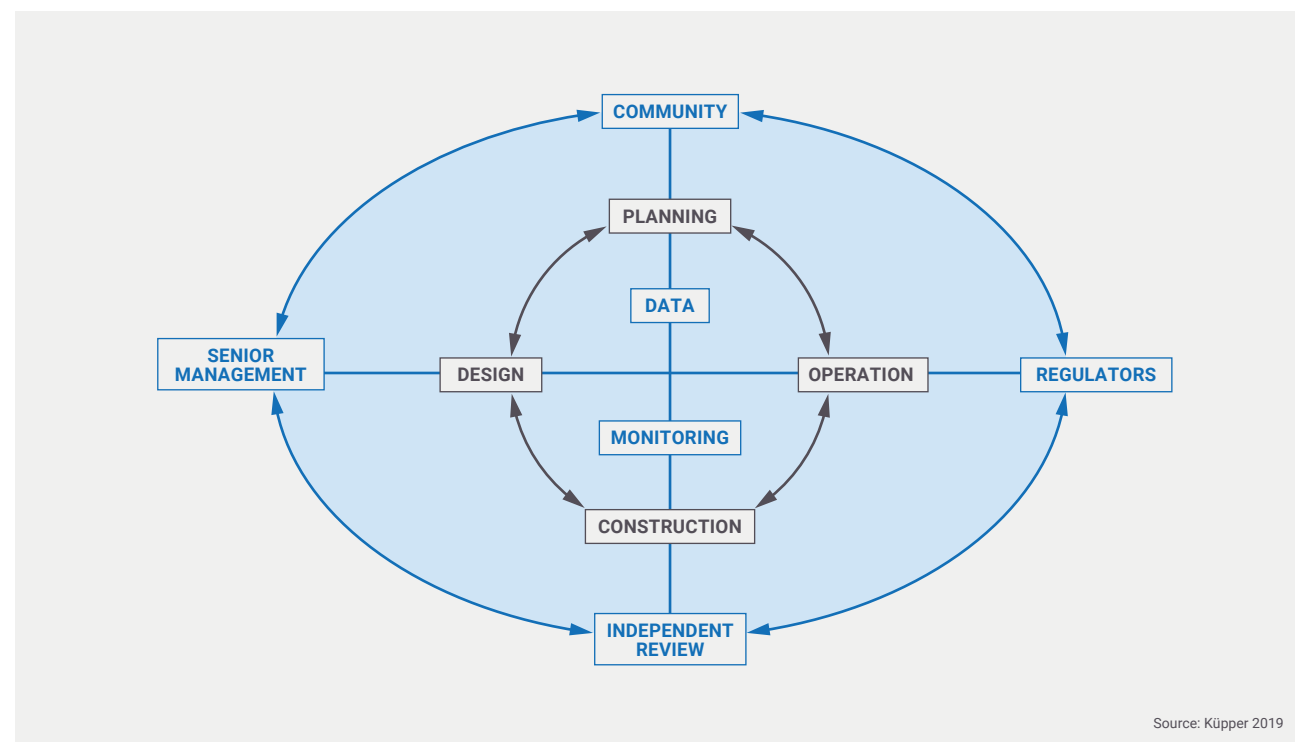 COMMUNITY
PLANNING
DATA
SENIOR
MANAGEMENT
DESIGN
OPERATION
REGULATORS
MONITORING
CONSTRUCTION
INDEPENDENT
REVIEW
Source: Küpper 2019